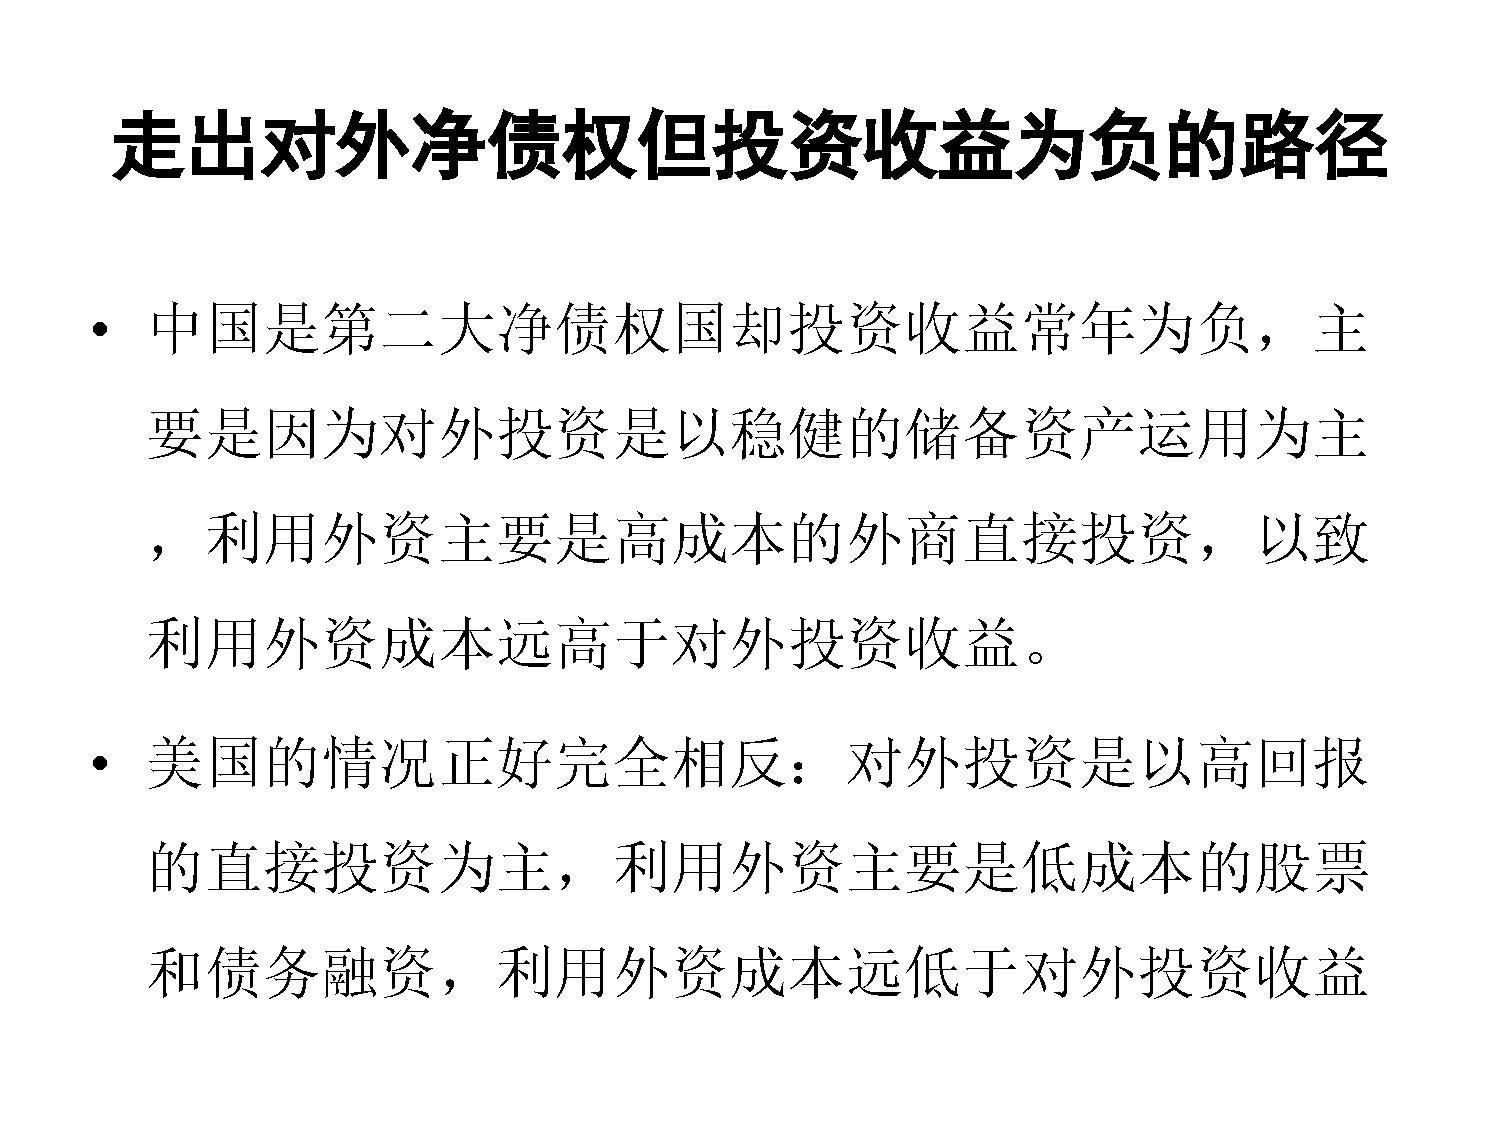 走出对外净债权但投资收益为负的路径
• 中国是第二大净债权国却投资收益常年为负，主
要是因为对外投资是以稳健的储备资产运用为主
，利用外资主要是高成本的外商直接投资，以致
利用外资成本远高于对外投资收益。
• 美国的情况正好完全相反：对外投资是以高回报
的直接投资为主，利用外资主要是低成本的股票
和债务融资，利用外资成本远低于对外投资收益